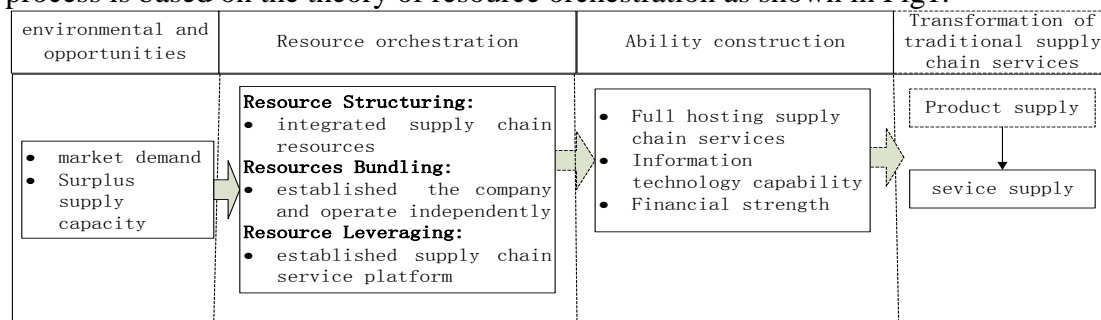 process is based on the theory of resource orchestration as shown in Fig1.
environmental and
opportunities
Resource orchestration
Ability construction
Transformation of
traditional supply
chain services
● market demand
● Surplus
supply
capacity
Resource Structuring:
● integrated supply chain
resources
Resources Bundling:
● established the company
and operate independently
Resource Leveraging:
● established supply chain
service platform
● Full hosting supply
chain services
● Information
technology capability
● Financial strength
Product supply
sevice supply